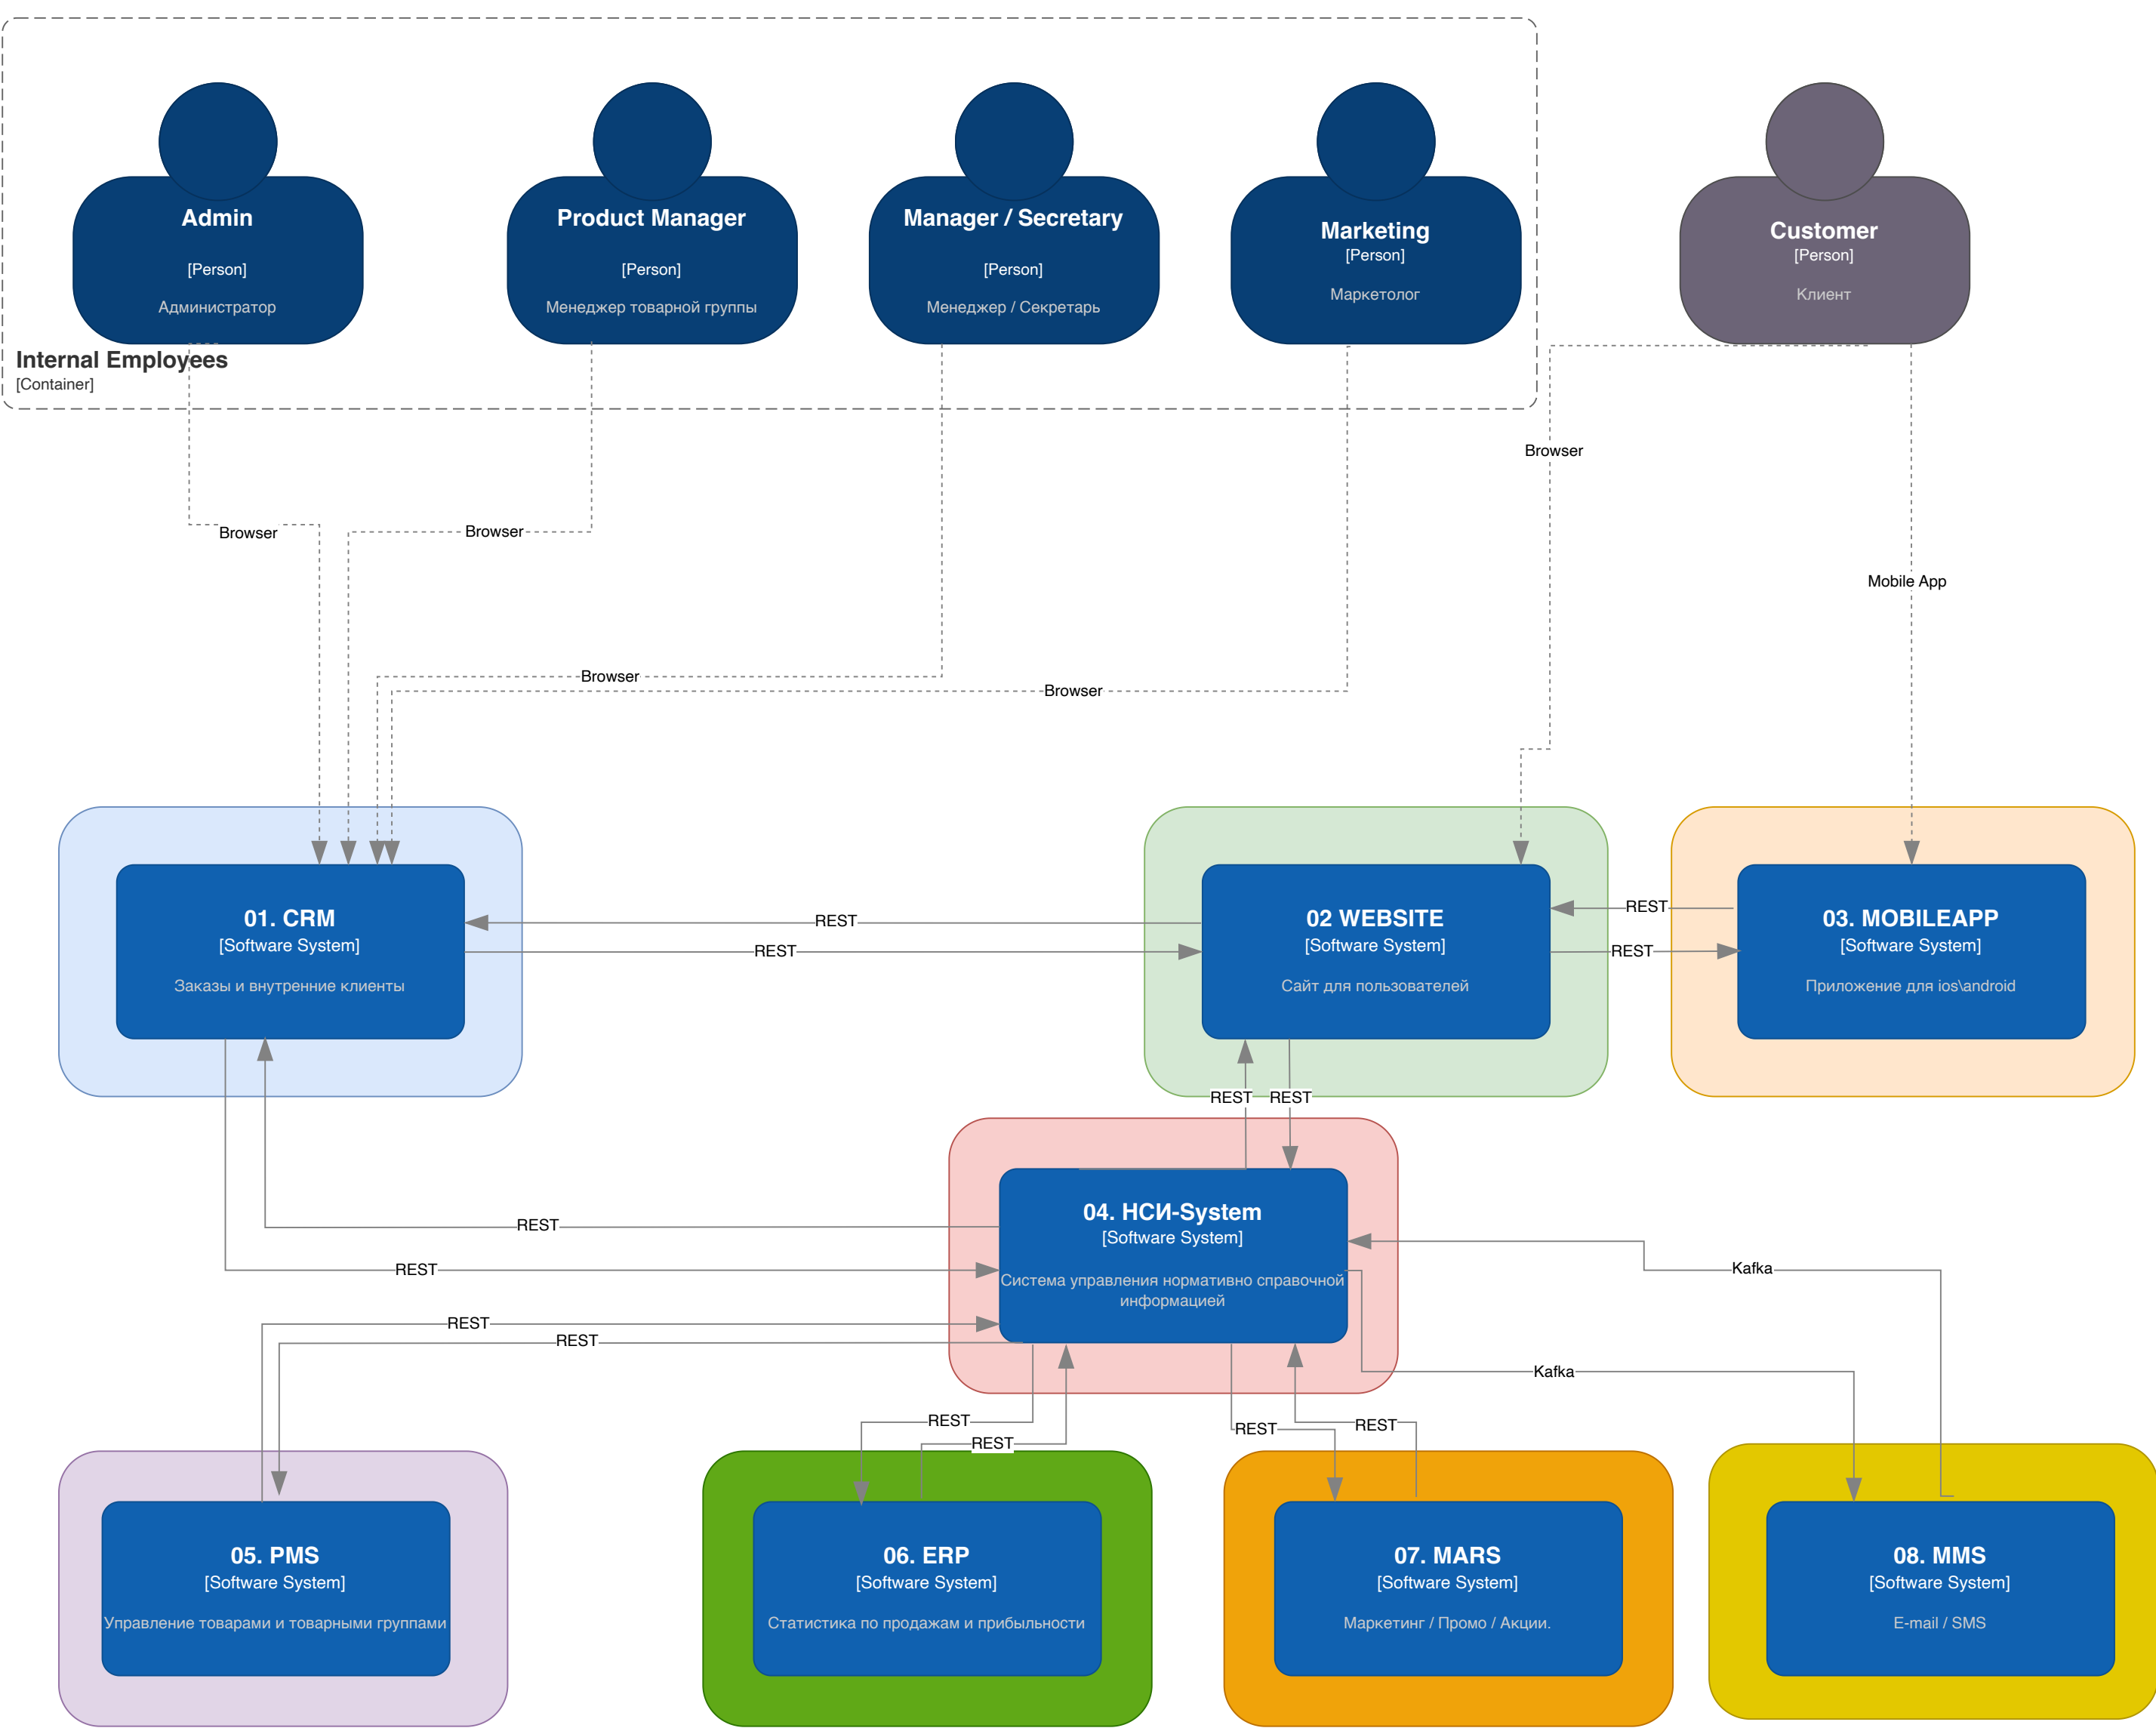 Admin
[Person]
Администратор
Product Manager
[Person]
Менеджер товарной группы
Manager / Secretary
[Person]
Менеджер / Секретарь
Marketing
[Person]
Маркетолог
Customer
[Person]
Клиент
Internal Employees
[Container]
Browser
Browser
Browser
Mobile App
Browser
Browser
01. CRM
[Software System]
Заказы и внутренние клиенты
REST
REST
02 WEBSITE
[Software System]
Сайт для пользователей
REST
REST
03. MOBILEAPP
[Software System]
Приложение для ios\android
REST
REST
04. НСИ-System
[Software System]
Система управления нормативно справочной
информацией
REST
REST
REST
REST
Kafka
Kafka
REST
REST
REST
REST
05. PMS
[Software System]
Управление товарами и товарными группами
06. ERP
[Software System]
Статистика по продажам и прибыльности
07. MARS
[Software System]
Маркетинг / Промо / Акции.
08. MMS
[Software System]
E-mail / SMS